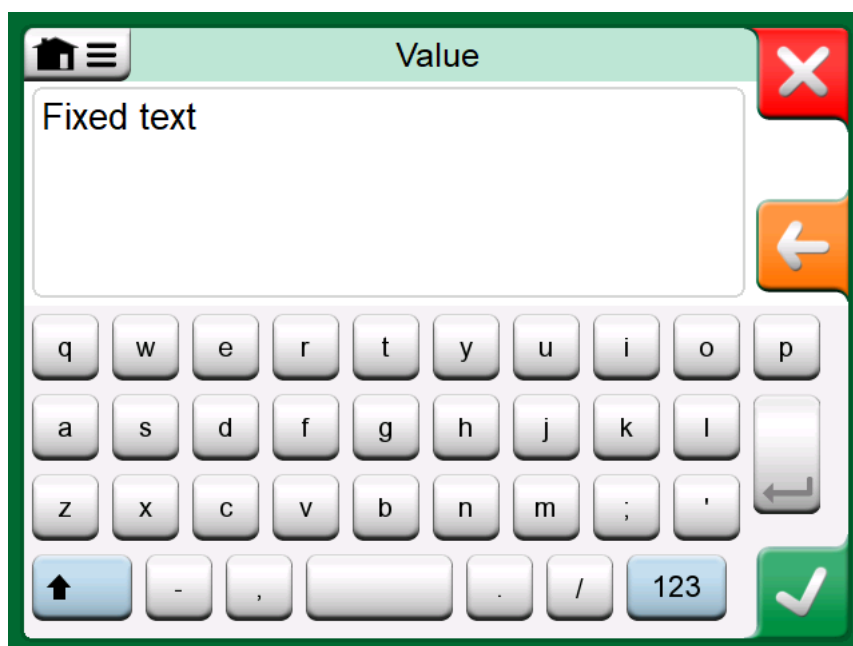 Value
Fixed text
q w e r t y u i o p
a s d f g h j k l
z x c v b n m ; '
- , . / 123